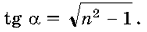 tg α = √n² − 1 .